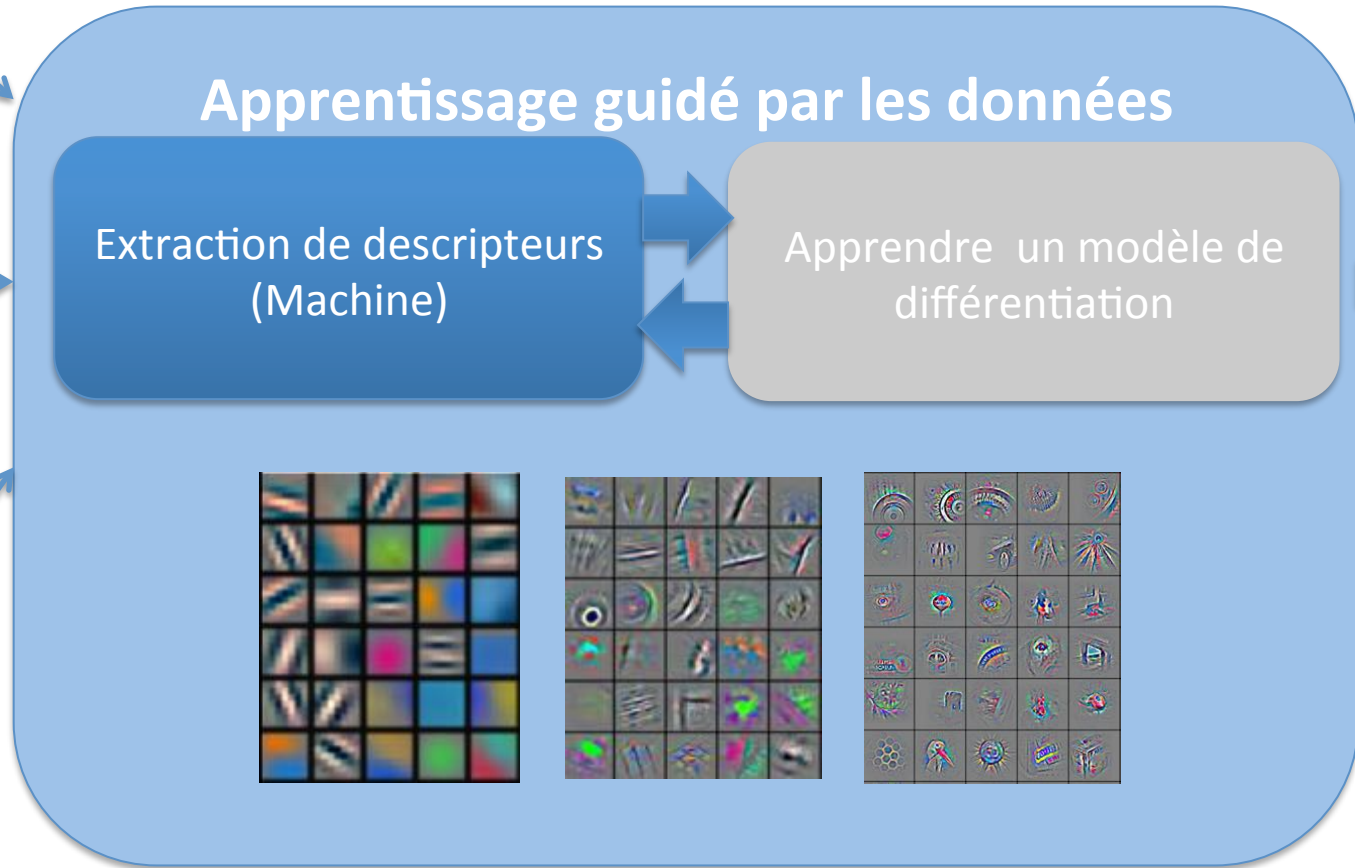 Apprentissage guidé par les données
Extraction de descripteurs
(Machine)
Apprendre un modèle de
différentiation